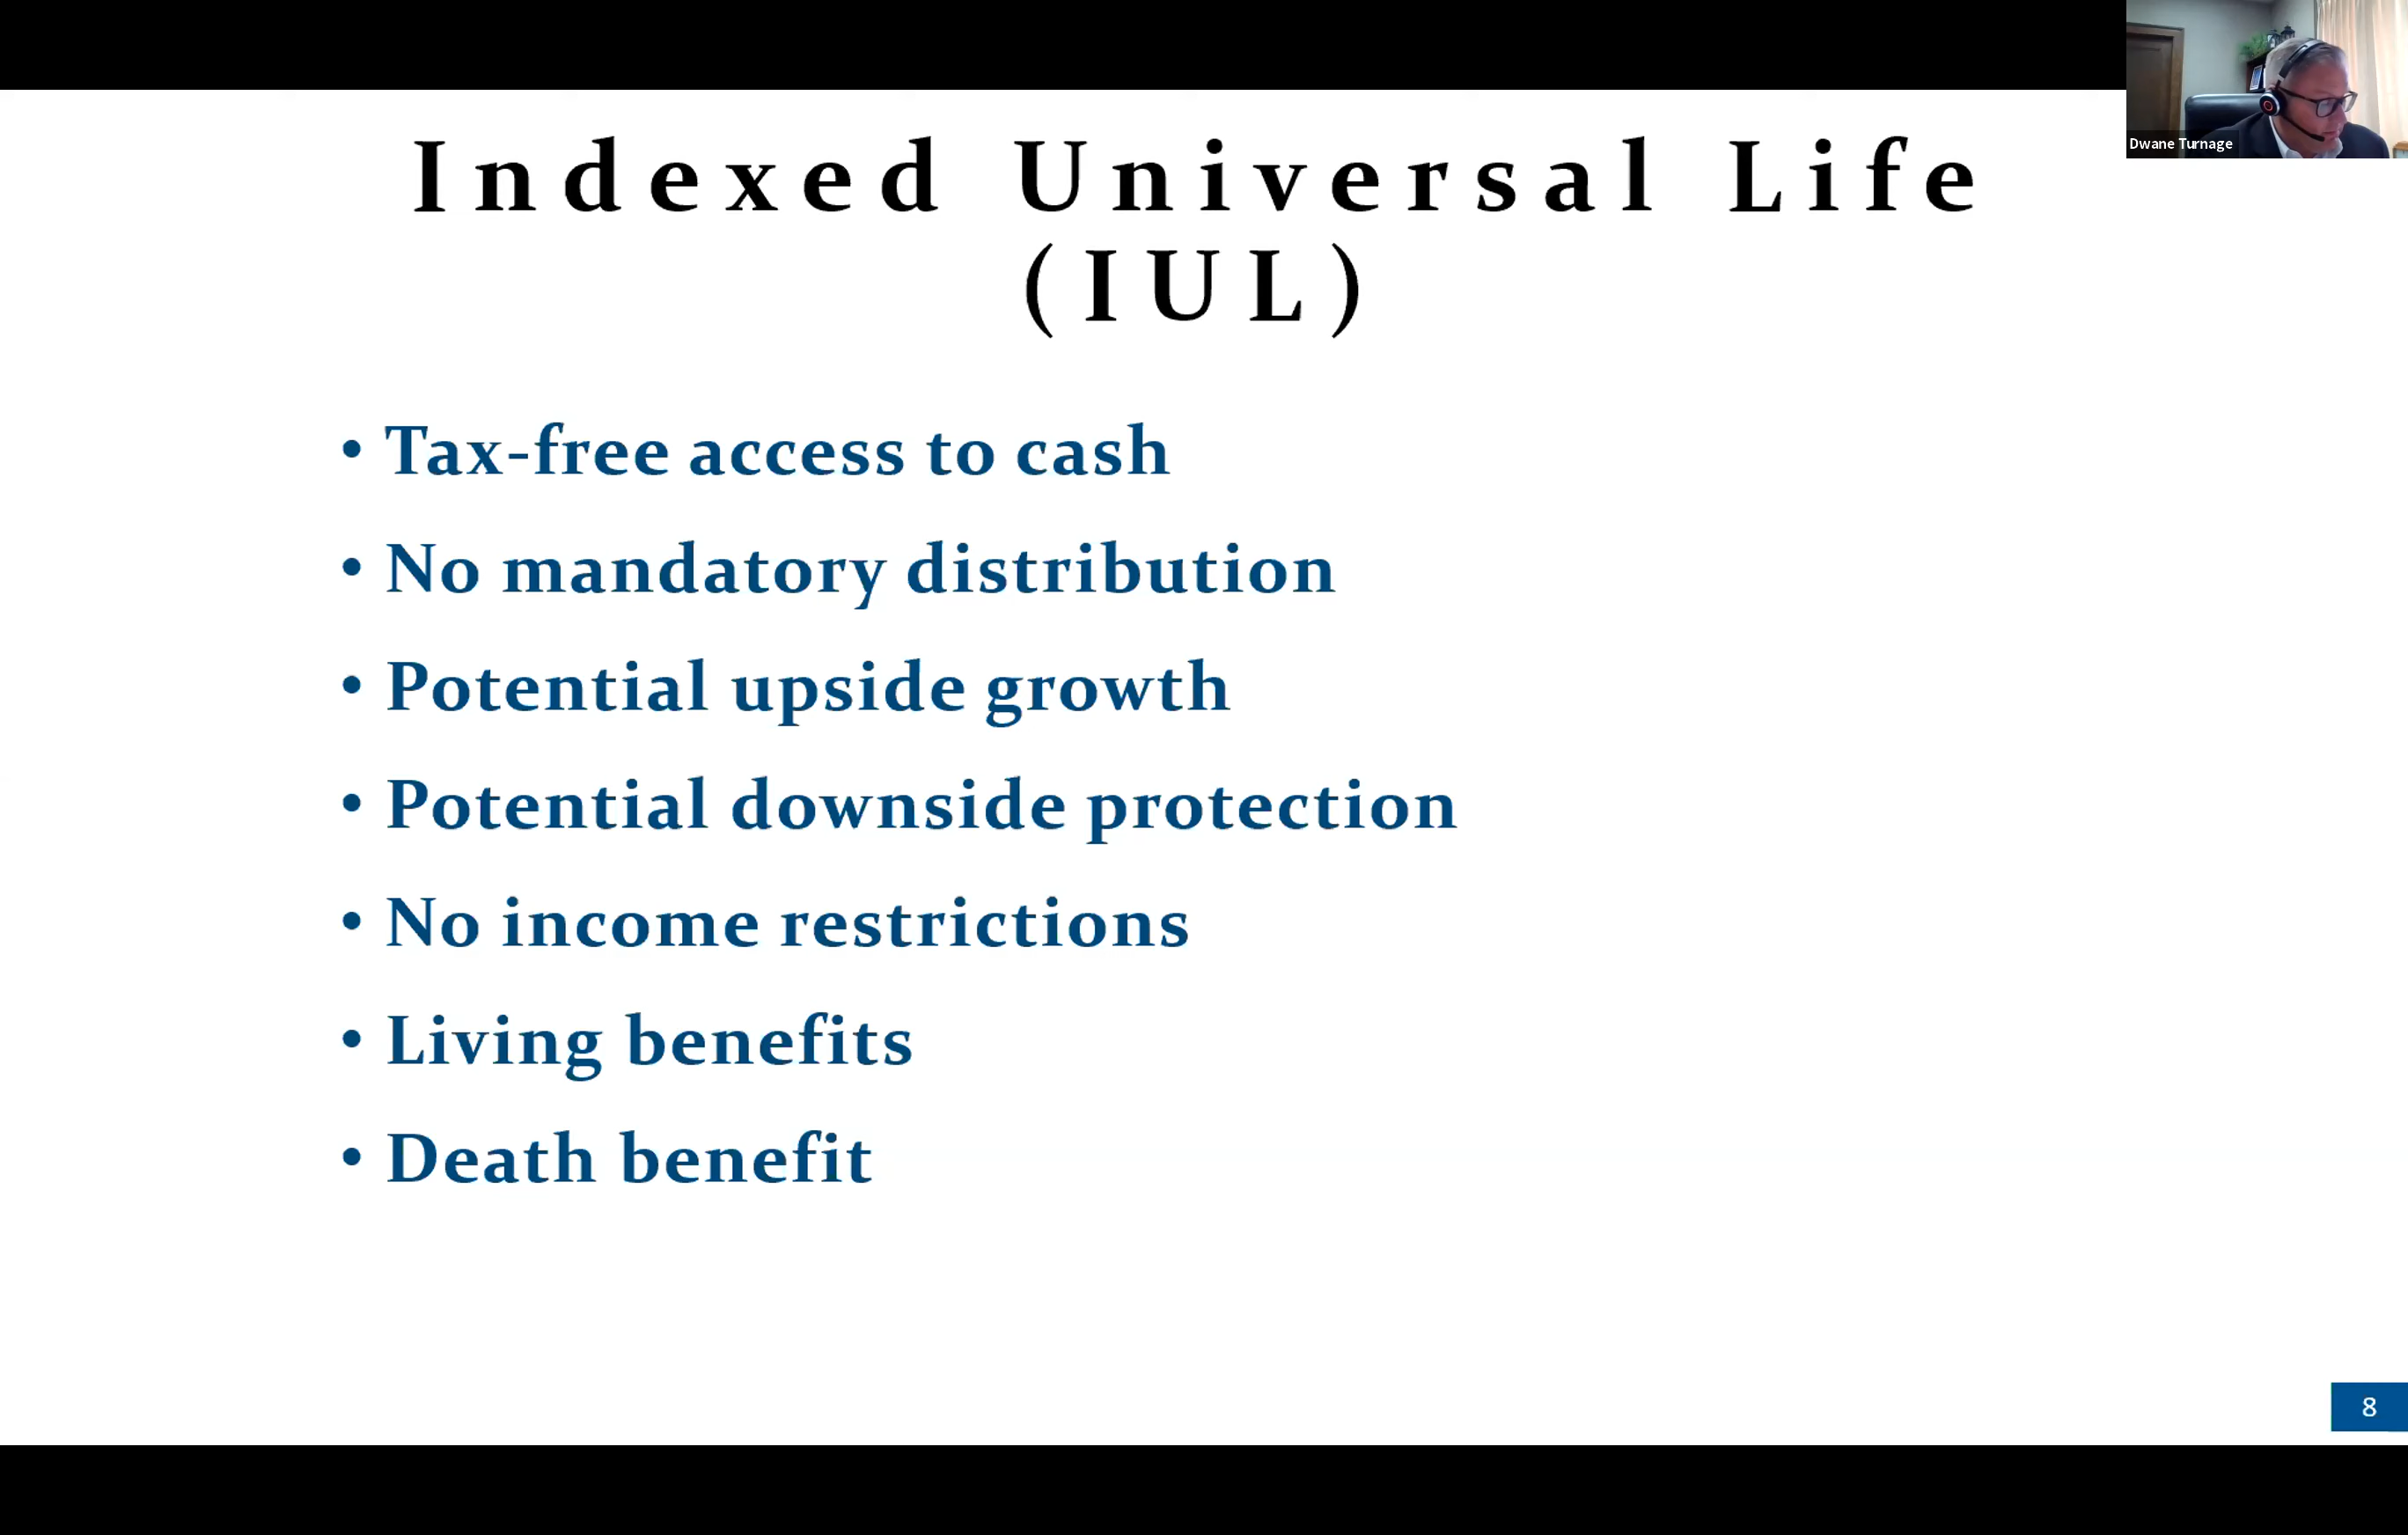 Dwane Turnage
Indexed Universal Life
(IUL)
• Tax-free access to cash
• No mandatory distribution
• Potential upside growth
• Potential downside protection
• No income restrictions
• Living benefits
• Death benefit
8